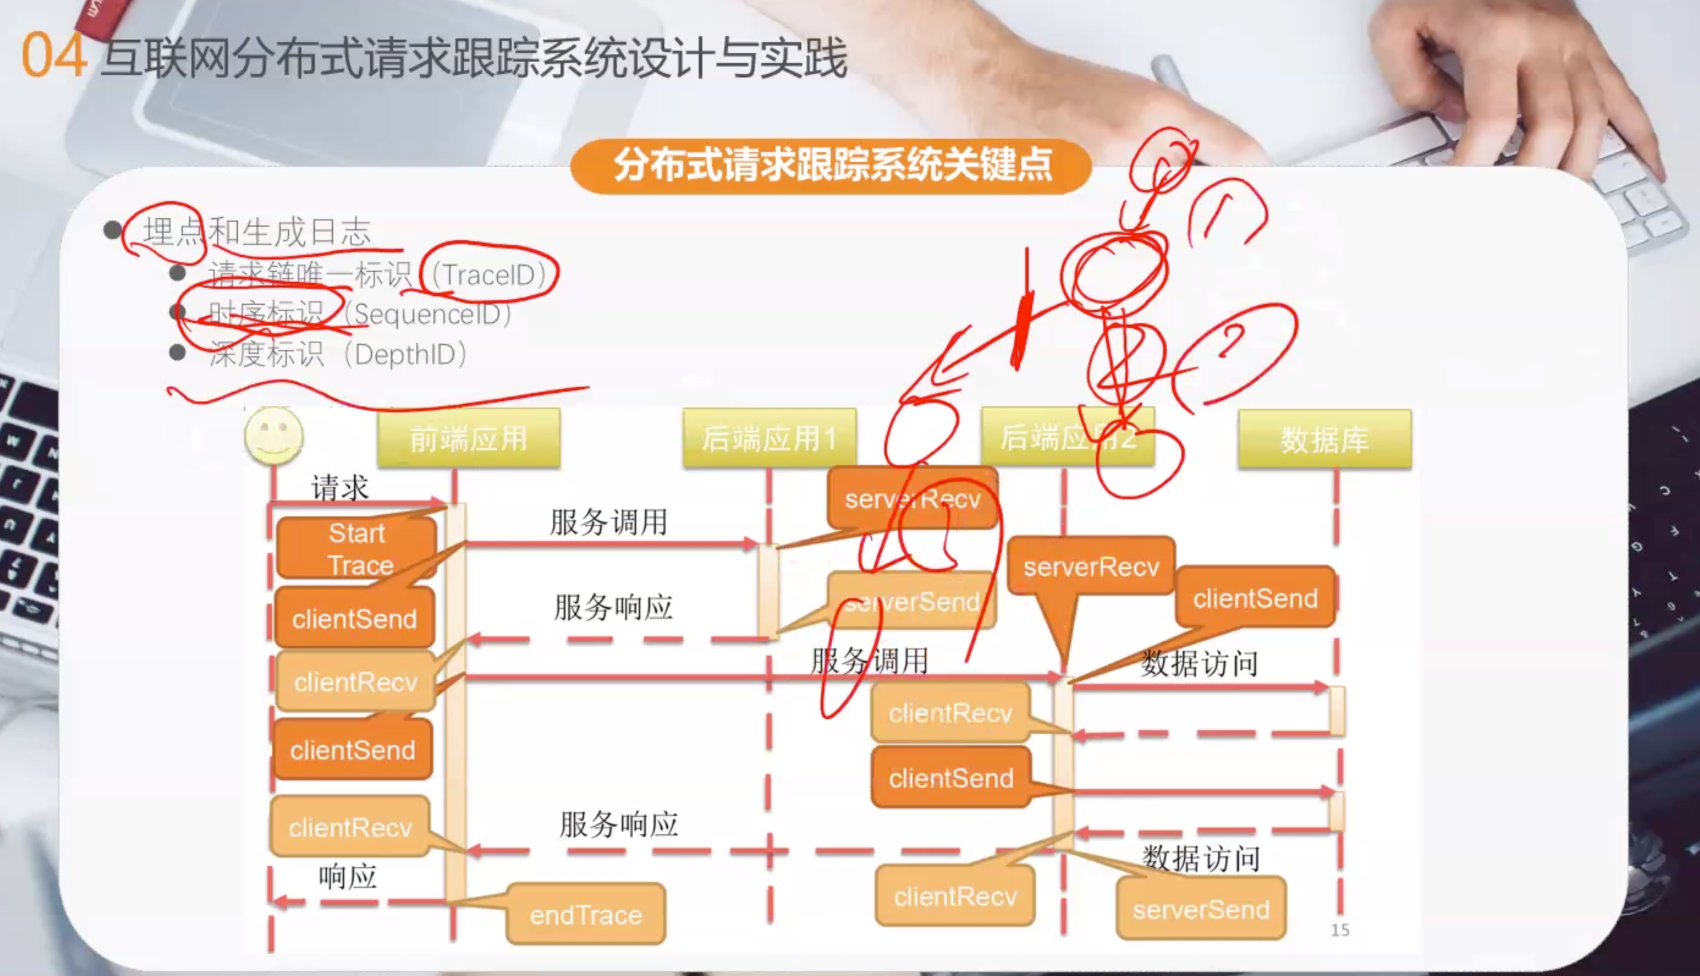 04 互联网分布式请求跟踪系统设计与实践
分布式请求跟踪系统关键点
埋点和生成日志
请求链唯一标识（TraceID）
时序标识（SequenceID）
深度标识（DepthID）
前端应用
后端应用1
后端应用2
数据库
请求
Start
Trace
服务调用
serverRecv
serverRecv
clientSend
clientSend
服务响应
serverSend
clientRecv
服务调用
数据访问
clientRecv
clientSend
clientSend
clientRecv
服务响应
数据访问
响应
endTrace
clientRecv
serverSend
15